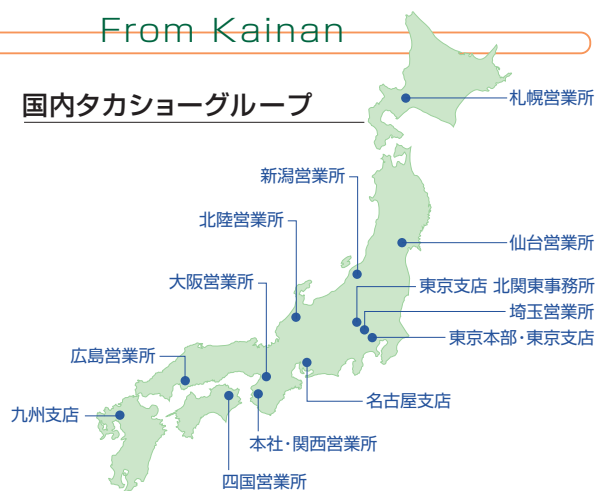 From Kainan
国内タカショーグループ
札幌営業所
新潟営業所
北陸営業所
仙台営業所
大阪営業所
東京支店 北関東事務所
埼玉営業所
東京本部・東京支店
広島営業所
名古屋支店
九州支店
本社・関西営業所
四国営業所